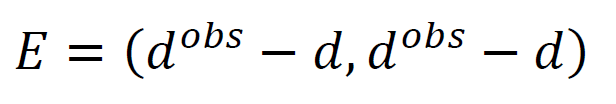 E = (d^{obs} − d, d^{obs} − d)